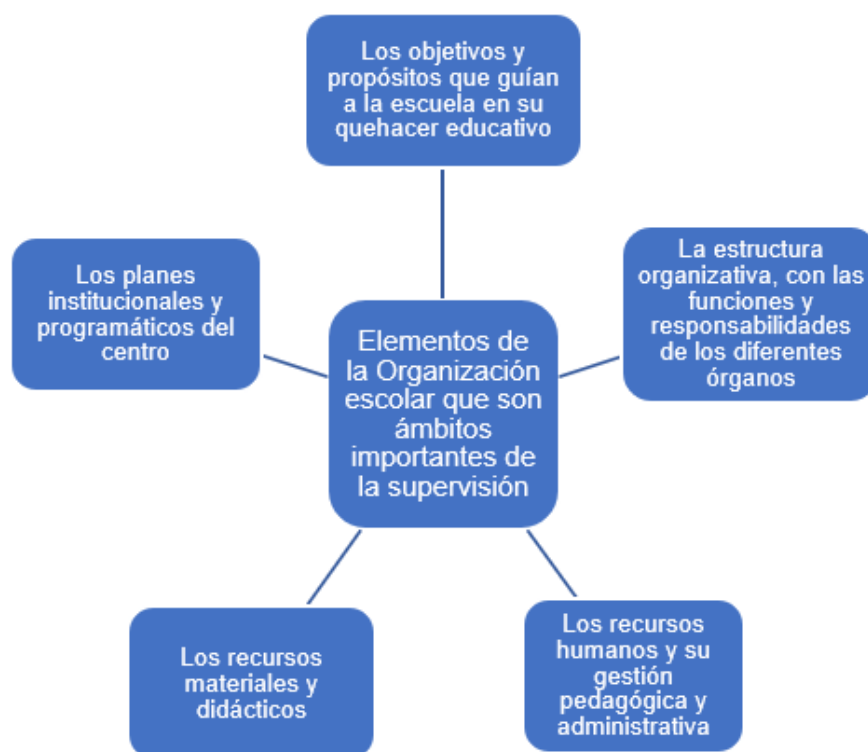 Los objetivos y
propósitos que guían
a la escuela en su
quehacer educativo
Los planes
institucionales y
programáticos del
centro
La estructura
organizativa, con las
funciones y
responsabilidades
de los diferentes
órganos
Elementos de
la Organización
escolar que son
ámbitos
importantes de
la supervisión
Los recursos
materiales y
didácticos
Los recursos
humanos y su
gestión
pedagógica y
administrativa